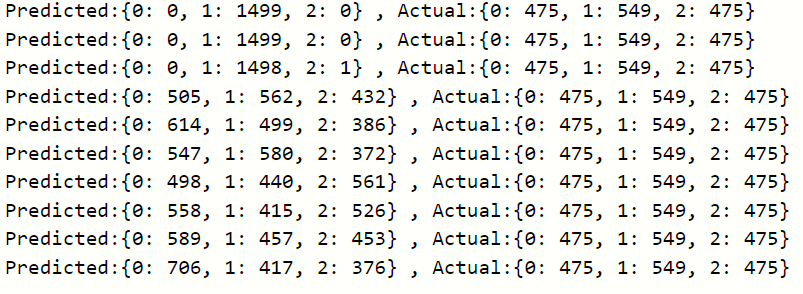 Predicted:{0: 0, 1: 1499, 2: 0} , Actual:{0: 475, 1: 549, 2: 475}
Predicted:{0: 0, 1: 1499, 2: 0} , Actual:{0: 475, 1: 549, 2: 475}
Predicted:{0: 0, 1: 1498, 2: 1} , Actual:{0: 475, 1: 549, 2: 475}
Predicted:{0: 505, 1: 562, 2: 432} , Actual:{0: 475, 1: 549, 2: 475}
Predicted:{0: 614, 1: 499, 2: 386} , Actual:{0: 475, 1: 549, 2: 475}
Predicted:{0: 547, 1: 580, 2: 372} , Actual:{0: 475, 1: 549, 2: 475}
Predicted:{0: 498, 1: 440, 2: 561} , Actual:{0: 475, 1: 549, 2: 475}
Predicted:{0: 558, 1: 415, 2: 526} , Actual:{0: 475, 1: 549, 2: 475}
Predicted:{0: 589, 1: 457, 2: 453} , Actual:{0: 475, 1: 549, 2: 475}
Predicted:{0: 706, 1: 417, 2: 376} , Actual:{0: 475, 1: 549, 2: 475}